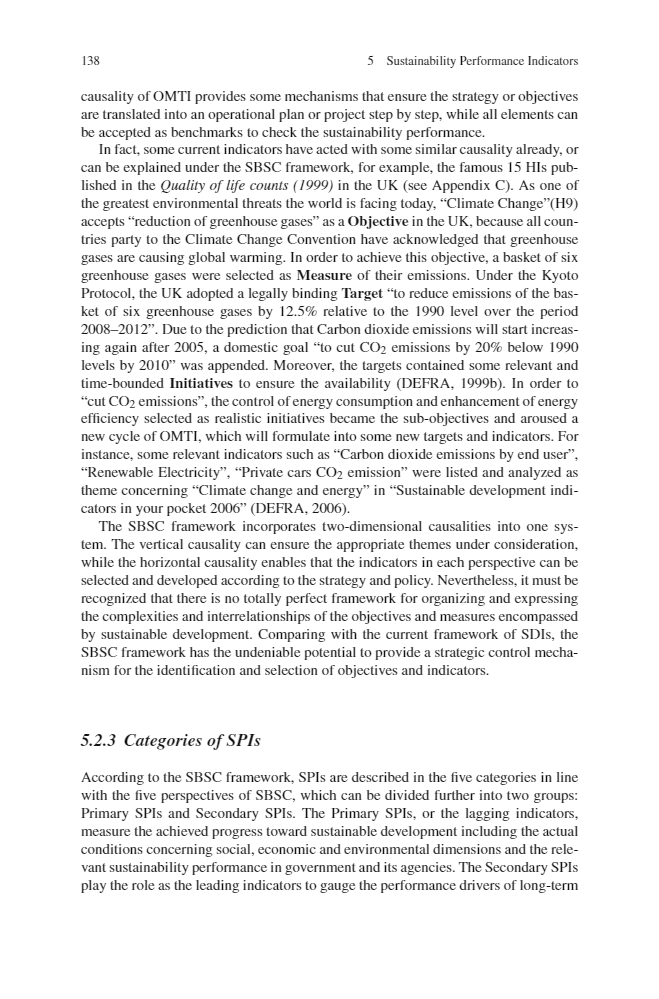 138
5 Sustainability Performance Indicators
causality of OMTI provides some mechanisms that ensure the strategy or objectives
are translated into an operational plan or project step by step, while all elements can
be accepted as benchmarks to check the sustainability performance.
In fact, some current indicators have acted with some similar causality already, or
can be explained under the SBSC framework, for example, the famous 15 HIs pub-
lished in the Quality of life counts (1999) in the UK (see Appendix C). As one of
the greatest environmental threats the world is facing today, “Climate Change”(H9)
accepts “reduction of greenhouse gases” as a Objective in the UK, because all coun-
tries party to the Climate Change Convention have acknowledged that greenhouse
gases are causing global warming. In order to achieve this objective, a basket of six
greenhouse gases were selected as Measure of their emissions. Under the Kyoto
Protocol, the UK adopted a legally binding Target “to reduce emissions of the bas-
ket of six greenhouse gases by 12.5% relative to the 1990 level over the period
2008–2012”. Due to the prediction that Carbon dioxide emissions will start increas-
ing again after 2005, a domestic goal “to cut CO2 emissions by 20% below 1990
levels by 2010” was appended. Moreover, the targets contained some relevant and
time-bounded Initiatives to ensure the availability (DEFRA, 1999b). In order to
“cut CO2 emissions”, the control of energy consumption and enhancement of energy
efficiency selected as realistic initiatives became the sub-objectives and aroused a
new cycle of OMTI, which will formulate into some new targets and indicators. For
instance, some relevant indicators such as “Carbon dioxide emissions by end user”,
“Renewable Electricity”, “Private cars CO2 emission” were listed and analyzed as
theme concerning “Climate change and energy” in “Sustainable development indi-
cators in your pocket 2006” (DEFRA, 2006).
The SBSC framework incorporates two-dimensional causalities into one sys-
tem. The vertical causality can ensure the appropriate themes under consideration,
while the horizontal causality enables that the indicators in each perspective can be
selected and developed according to the strategy and policy. Nevertheless, it must be
recognized that there is no totally perfect framework for organizing and expressing
the complexities and interrelationships of the objectives and measures encompassed
by sustainable development. Comparing with the current framework of SDIs, the
SBSC framework has the undeniable potential to provide a strategic control mecha-
nism for the identification and selection of objectives and indicators.
5.2.3 Categories of SPIs
According to the SBSC framework, SPIs are described in the five categories in line
with the five perspectives of SBSC, which can be divided further into two groups:
Primary SPIs and Secondary SPIs. The Primary SPIs, or the lagging indicators,
measure the achieved progress toward sustainable development including the actual
conditions concerning social, economic and environmental dimensions and the rele-
vant sustainability performance in government and its agencies. The Secondary SPIs
play the role as the leading indicators to gauge the performance drivers of long-term